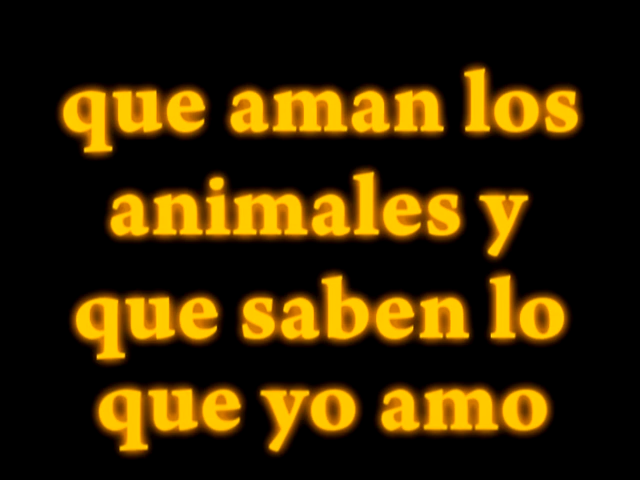 que aman los
animales y
que saben lo
que yo amo